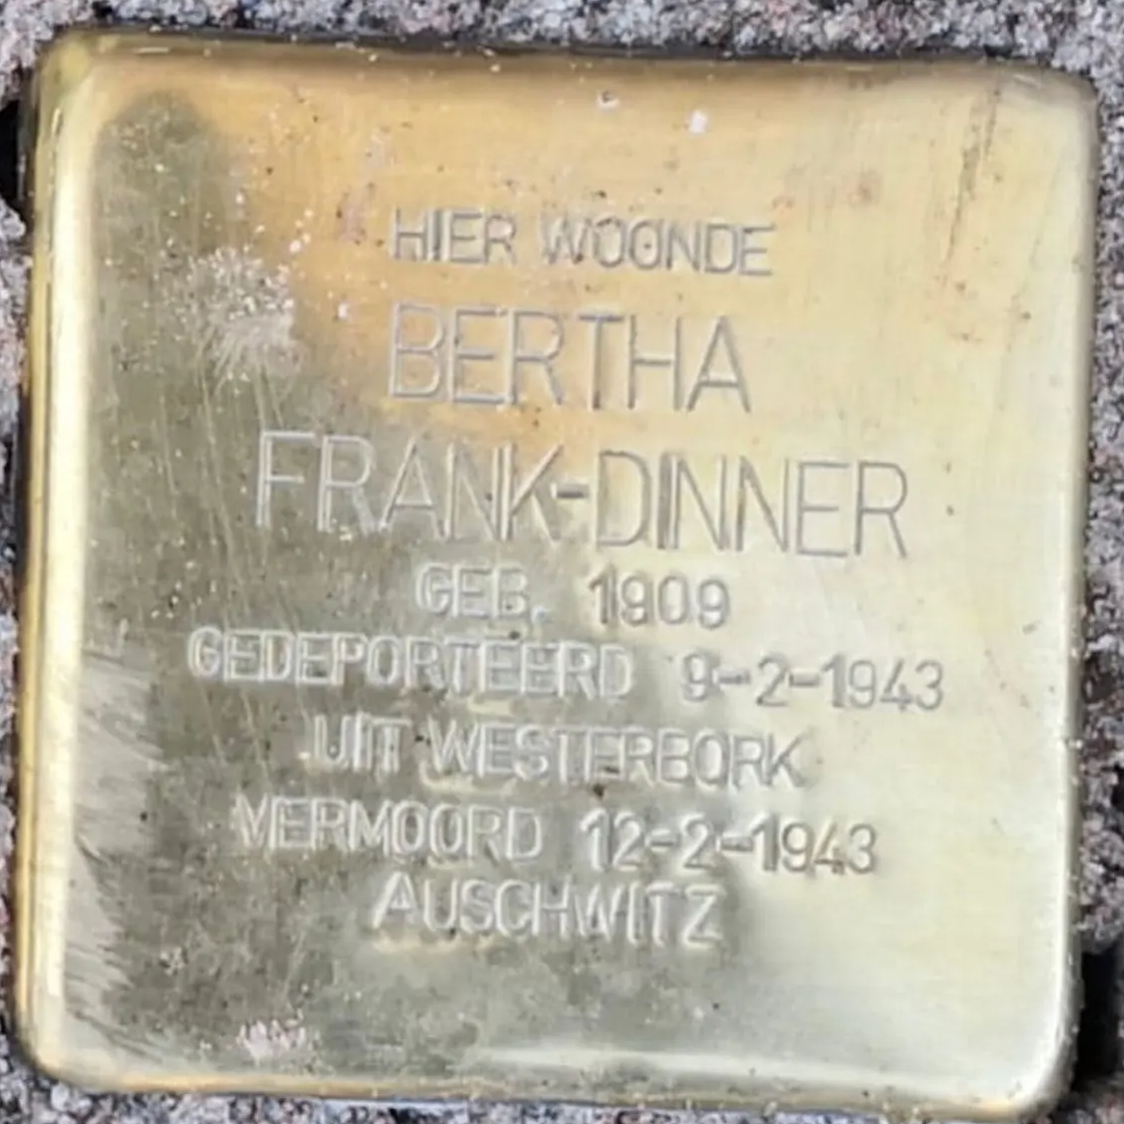 HIER WOONDE
BERTHA
FRANK-DINNER
GEB. 1909
GEDEPORTEERD 9-2-1943
UIT WESTERBORK
VERMOORD 12-2-1943
AUSCHWITZ